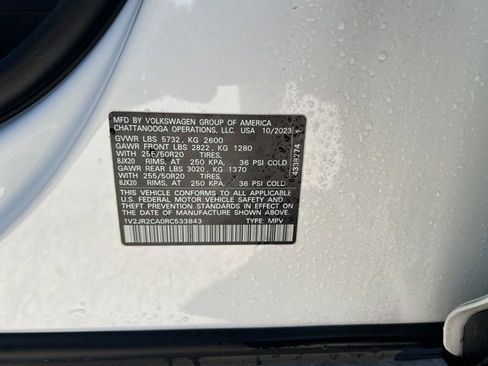 MFD BY VOLKSWAGEN GROUP OF AMERICA
CHATTANOOGA OPERATIONS, LLC. USA 10/2023
GVWR LBS 5732 , KG 2600
GAWR FRONT LBS 2822 , KG 1280
WITH 255/50R20 TIRES,
8JX20 RIMS, AT 250 KPA, 36 PSI COLD
GAWR REAR LBS 3020 , KG 1370
WITH 255/50R20 TIRES,
8JX20 RIMS, AT 250 KPA, 36 PSI COLD
THIS VEHICLE CONFORMS TO ALL APPLICABLE
U.S. FEDERAL MOTOR VEHICLE SAFETY AND
THEFT PREVENTION STANDARDS IN EFFECT ON
THE DATE OF MANUFACTURE SHOWN ABOVE.
1V2JR2CA0RC533843 TYPE: MPV
4338274 1